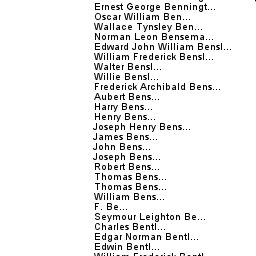 Ernest George Benningt...
Oscar William Ben...
Wallace Tynsley Ben...
Norman Leon Bensema...
Edward John William Bensl...
William Frederick Bensl...
Walter Bensl...
Willie Bensl...
Frederick Archibald Bens...
Aubert Bens...
Harry Bens...
Henry Bens...
Joseph Henry Bens...
James Bens...
John Bens...
Joseph Bens...
Robert Bens...
Thomas Bens...
Thomas Bens...
William Bens...
F. Be...
Seymour Leighton Be...
Charles Bentl...
Edgar Norman Bentl...
Edwin Bentl...
William Frederick Bentl...